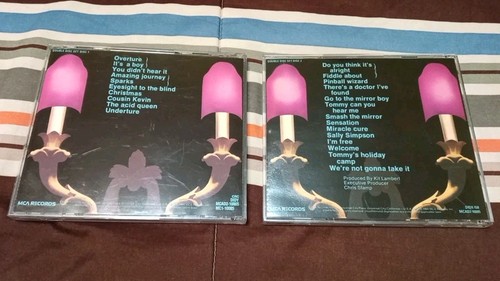 Overture
It's a boy
You didn't hear it
Amazing journey
Sparks
Eyesight to the blind
Christmas
Cousin Kevin
The acid queen
Underture
MCA RECORDS
Do you think it's
alright
Fiddle about
Pinball wizard
There's a doctor I've
found
Go to the mirror boy
Tommy can you
hear me
Smash the mirror
Sensation
Miracle cure
Sally Simpson
I'm free
Welcome
Tommy's holiday
camp
We're not gonna take it
Produced By Kit Lambert
Executive Producer
Chris Stamp
MCA RECORDS